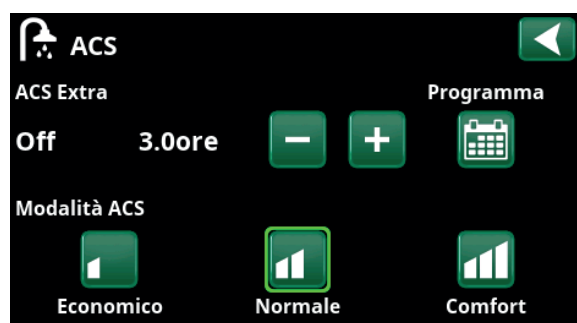 ACS
ACS Extra
Programma
Off 3.0ore − +
Modalità ACS
Economico Normale Comfort